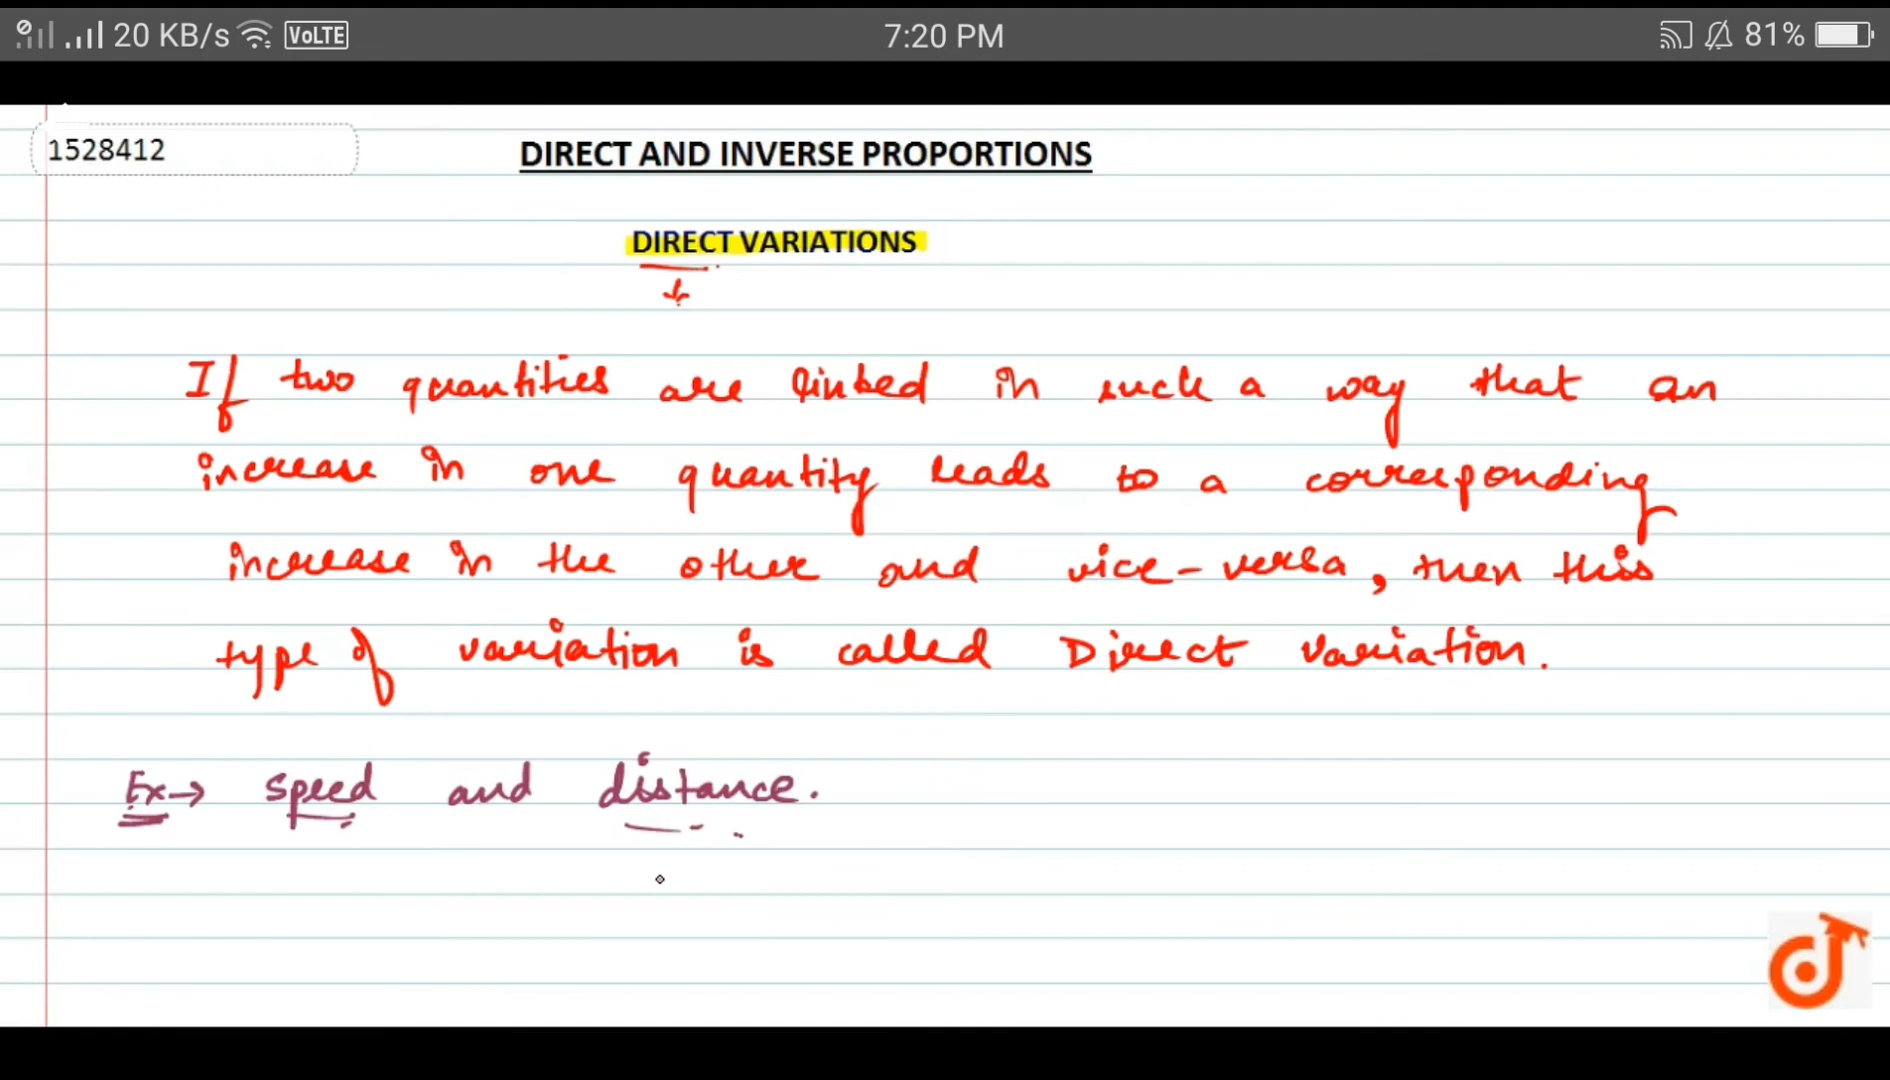 20 KB/s VoLTE 7:20 PM 81%
1528412
DIRECT AND INVERSE PROPORTIONS
DIRECT VARIATIONS
If two quantities are linked in such a way that an
increase in one quantity leads to a corresponding
increase in the other and vice-versa, then this
type of variation is called Direct variation.
Ex→ speed and distance.